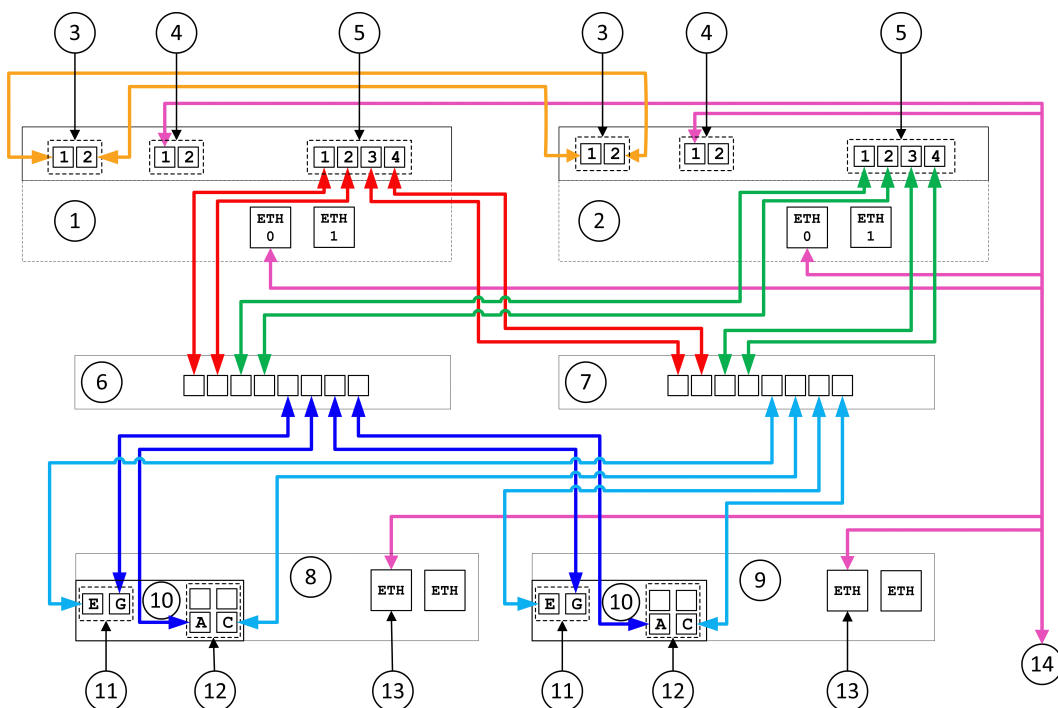 3 4 5 3 4 5
1 2 1 2 1 2 3 4 1 2 1 2 1 2 3 4
1 ETH 0 ETH 1 2 ETH 0 ETH 1
6 7
8 9
10 10
E G A C ETH ETH E G A C ETH ETH
11 12 13 11 12 13 14